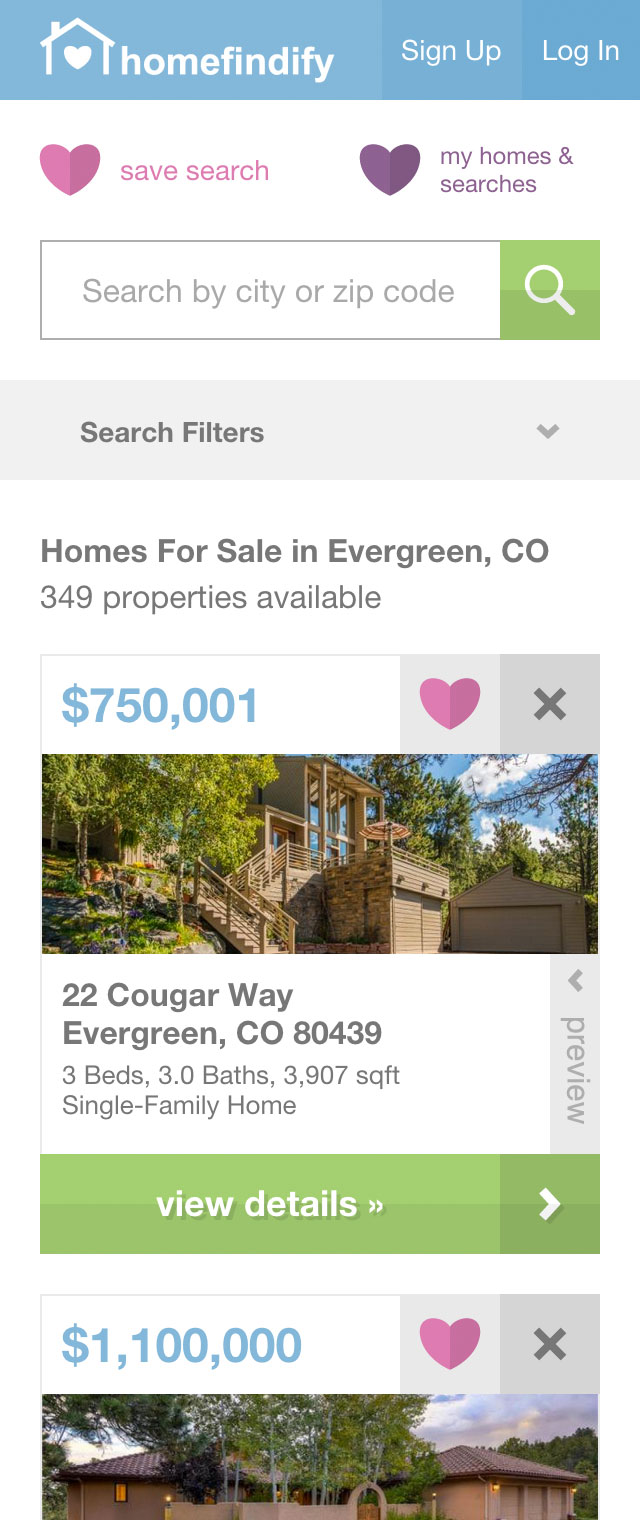 homefindify
Sign Up
Log In
save search
my homes &
searches
Search by city or zip code
Search Filters
Homes For Sale in Evergreen, CO
349 properties available
$750,001
22 Cougar Way
Evergreen, CO 80439
3 Beds, 3.0 Baths, 3,907 sqft
Single-Family Home
preview
view details »
$1,100,000